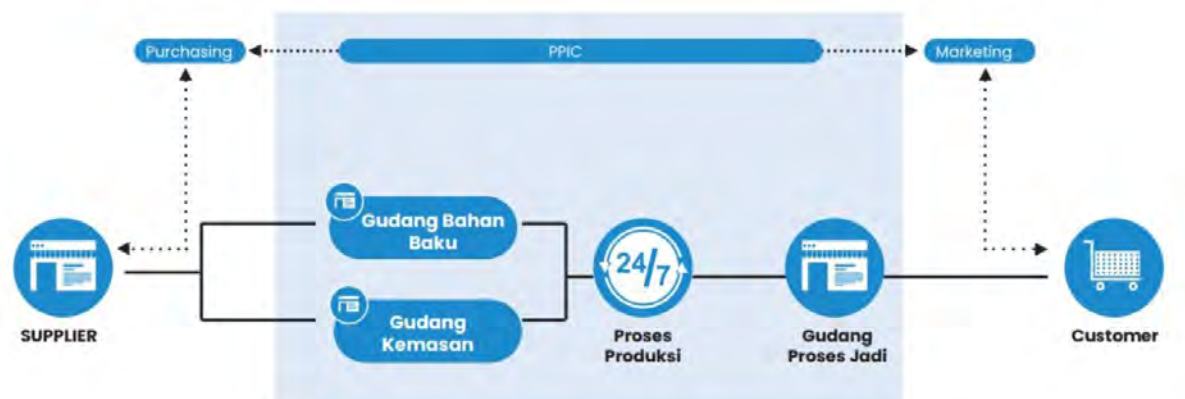 Purchasing
PPIC
Marketing
Gudang Bahan
Baku
24/7
Gudang
Kemasan
SUPPLIER
Proses
Produksi
Gudang
Proses Jadi
Customer